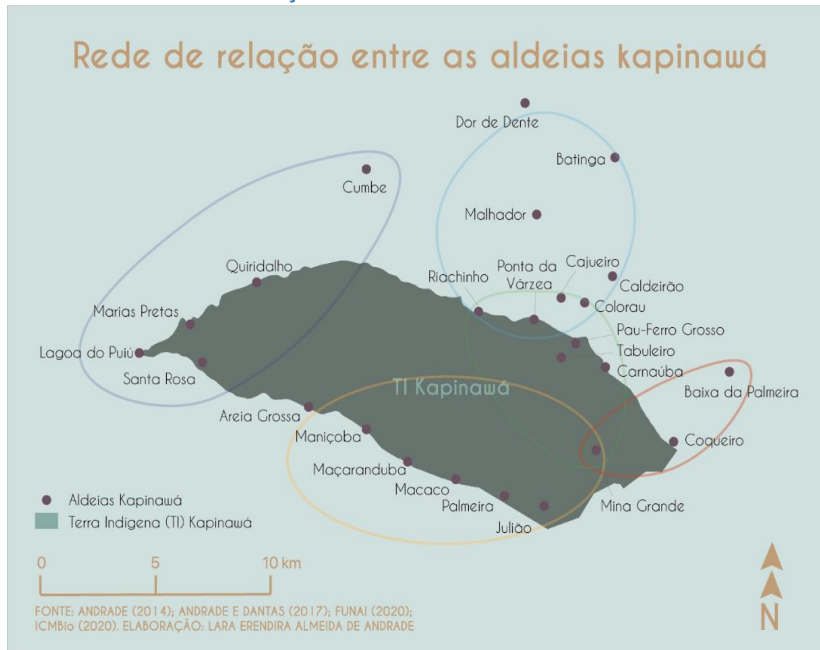 Rede de relação entre as aldeias kapinawá
Dor de Dente
Batinga
Cumbe
Malhador
Ponta da
Várzea
Cajueiro
Quiridalho
Riachinho
Caldeirão
Colorau
Marias Pretas
Pau-Ferro Grosso
Lagoa do Puiú
Tabuleiro
Santa Rosa
Carnaúba
TI Kapinawá
Baixa da Palmeira
Areia Grossa
Maniçoba
Coqueiro
Maçaranduba
Macaco
Aldeias Kapinawá
Palmeira
Mina Grande
Terra Indígena (TI) Kapinawá
Julião
0 5 10 km
FONTE: ANDRADE (2014); ANDRADE E DANTAS (2017); FUNAI (2020);
ICMBio (2020). ELABORAÇÃO: LARA ERENDIRA ALMEIDA DE ANDRADE
N